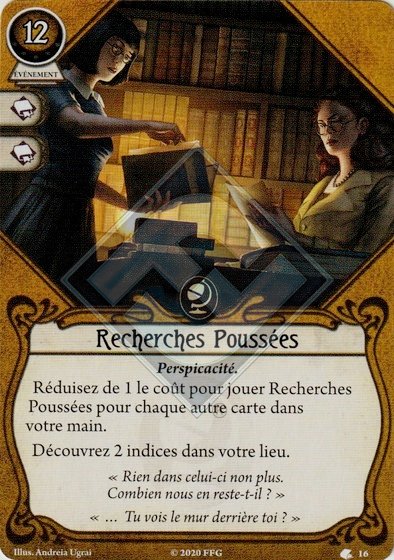 12
ÉVÉNEMENT
Recherches Poussées
Perspicacité.
Réduisez de 1 le coût pour jouer Recherches
Poussées pour chaque autre carte dans
votre main.
Découvrez 2 indices dans votre lieu.
« Rien dans celui-ci non plus.
Combien nous en reste-t-il ? »
« ... Tu vois le mur derrière toi ? »
Illus. Andreia Ugrai
© 2020 FFG
16